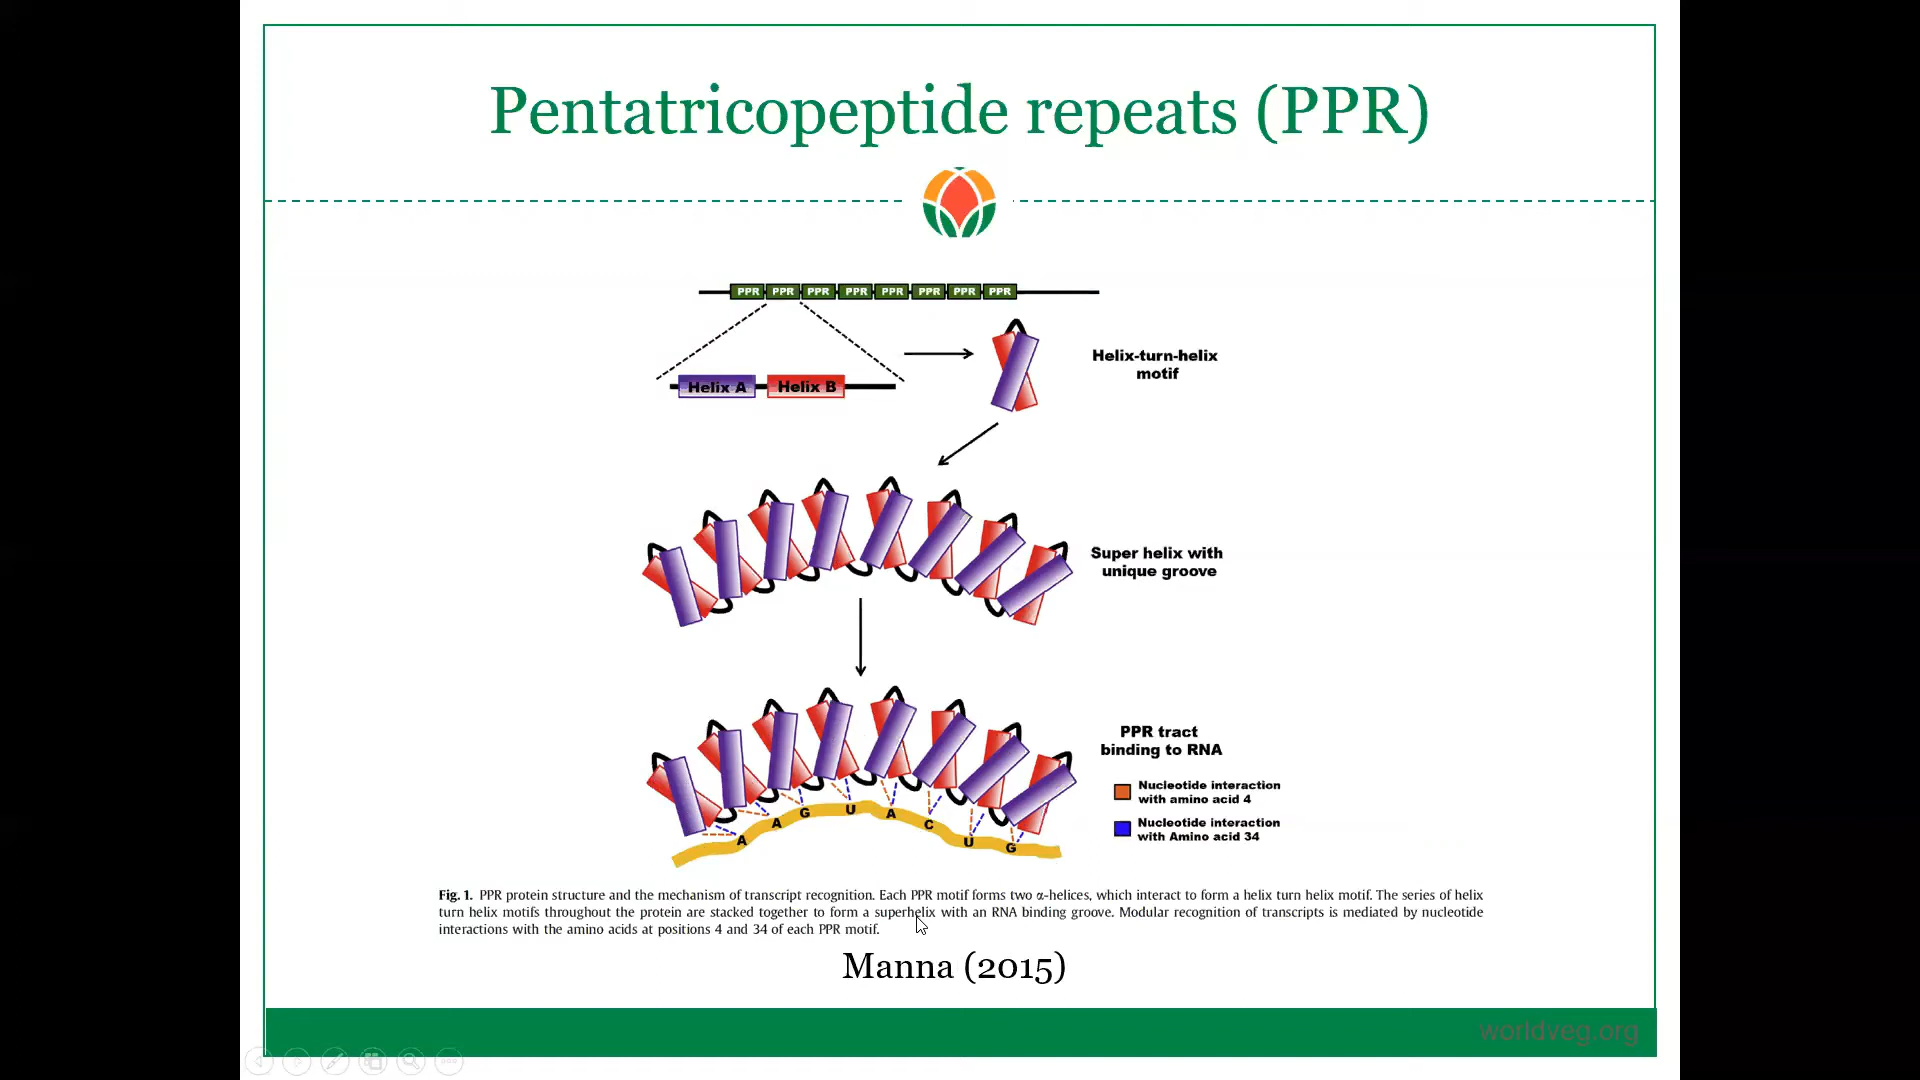 Pentatricopeptide repeats (PPR)
PPR PPR PPR PPR PPR PPR PPR PPR
Helix A Helix B
Helix-turn-helix
motif
Super helix with
unique groove
PPR tract
binding to RNA
Nucleotide interaction
with amino acid 4
Nucleotide interaction
with Amino acid 34
A A G U A C U G
Fig. 1. PPR protein structure and the mechanism of transcript recognition. Each PPR motif forms two α-helices, which interact to form a helix turn helix motif. The series of helix
turn helix motifs throughout the protein are stacked together to form a superhelix with an RNA binding groove. Modular recognition of transcripts is mediated by nucleotide
interactions with the amino acids at positions 4 and 34 of each PPR motif.
Manna (2015)
worldveg.org